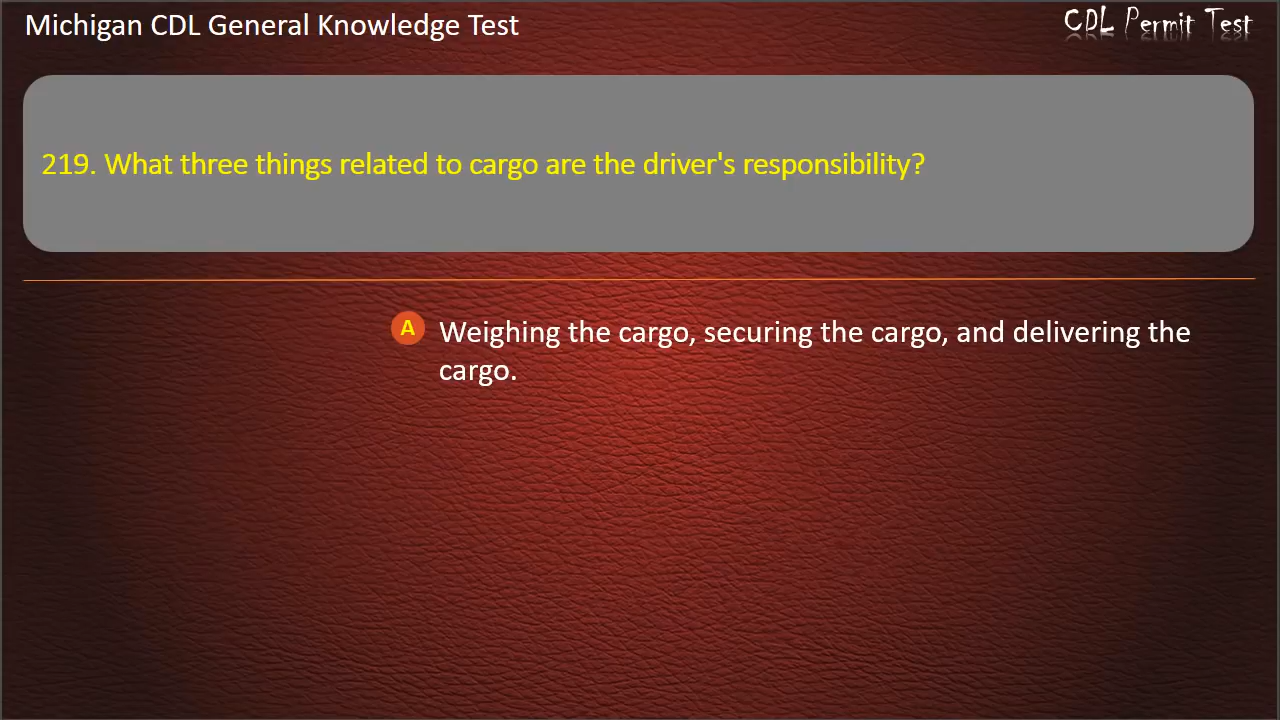 Michigan CDL General Knowledge Test
CDL Permit Test
219. What three things related to cargo are the driver's responsibility?
A Weighing the cargo, securing the cargo, and delivering the
cargo.